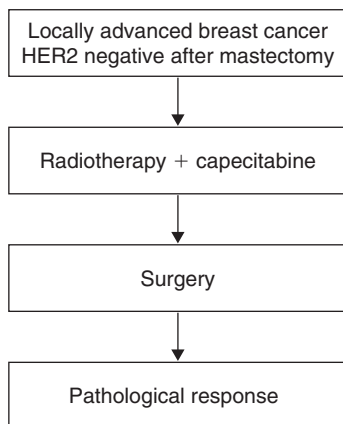 Locally advanced breast cancer
HER2 negative after mastectomy
Radiotherapy + capecitabine
Surgery
Pathological response